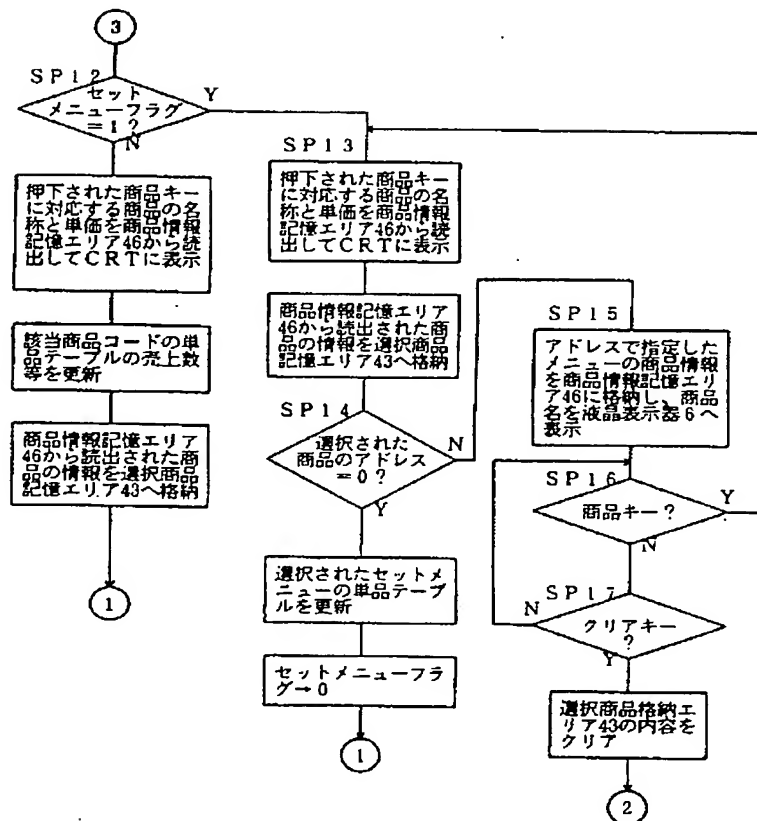 3
SP12
セット
メニューフラグ
=1?
Y
N
押下された商品キー
に対応する商品の名
称と単価を商品情報
記憶エリア46から読
出してCRTに表示
該当商品コードの単
品テーブルの売上数
等を更新
商品情報記憶エリア
46から読出された商
品の情報を選択商品
記憶エリア43へ格納
1
SP13
押下された商品キー
に対応する商品の名
称と単価を商品情報
記憶エリア46から読
出してCRTに表示
商品情報記憶エリア
46から読出された商
品の情報を選択商品
記憶エリア43へ格納
SP14
選択された
商品のアドレス
=0?
N
Y
選択されたセットメ
ニューの単品テーブ
ルを更新
セットメニューフラ
グ→0
1
SP15
アドレスで指定した
メニューの商品情報
を商品情報記憶エリ
ア46に格納し、商品
名を液晶表示器6へ
表示
SP16
商品キー?
Y
N
SP17
N
クリアキー
?
Y
選択商品格納エ
リア43の内容を
クリア
2